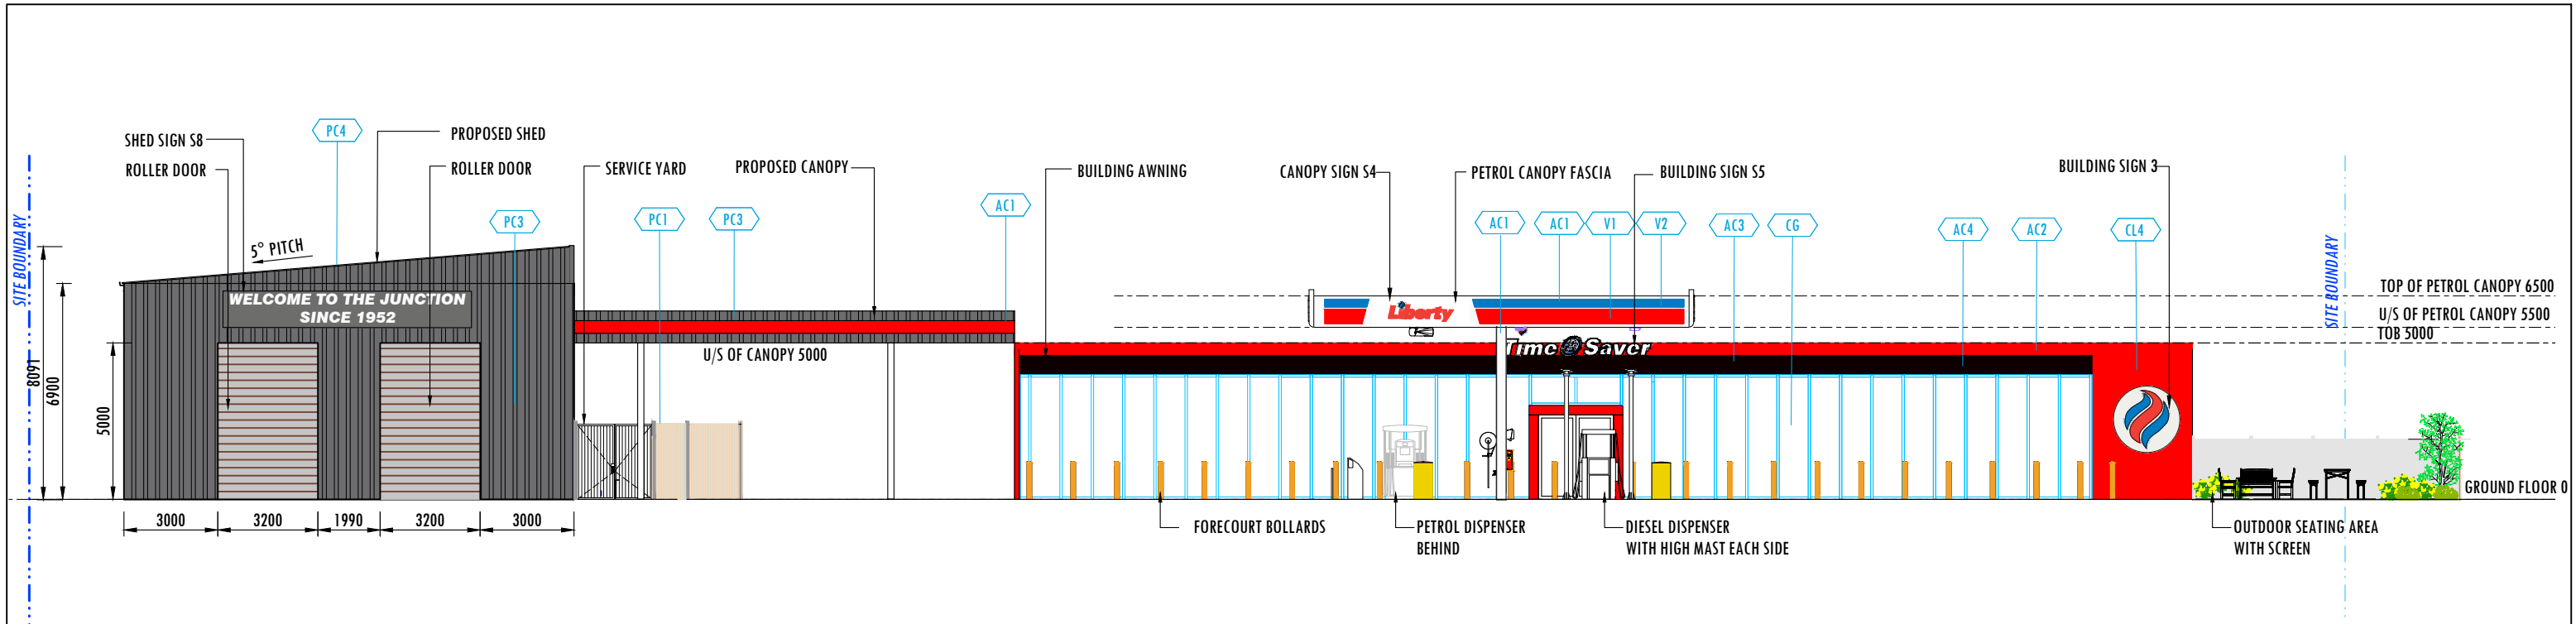 SHED SIGN S8
ROLLER DOOR
PC4
PROPOSED SHED
ROLLER DOOR
PC3
SERVICE YARD
PROPOSED CANOPY
PC1
PC3
AC1
BUILDING AWNING
CANOPY SIGN S4
PETROL CANOPY FASCIA
BUILDING SIGN S5
BUILDING SIGN 3
AC1
AC1
V1
V2
AC3
CG
AC4
AC2
CL4
SITE BOUNDARY
5° PITCH
WELCOME TO THE JUNCTION
SINCE 1952
8091
6900
5000
U/S OF CANOPY 5000
Liberty
Time Saver
SITE BOUNDARY
TOP OF PETROL CANOPY 6500
U/S OF PETROL CANOPY 5500
TOB 5000
GROUND FLOOR 0
3000
3200
1990
3200
3000
FORECOURT BOLLARDS
PETROL DISPENSER
BEHIND
DIESEL DISPENSER
WITH HIGH MAST EACH SIDE
OUTDOOR SEATING AREA
WITH SCREEN